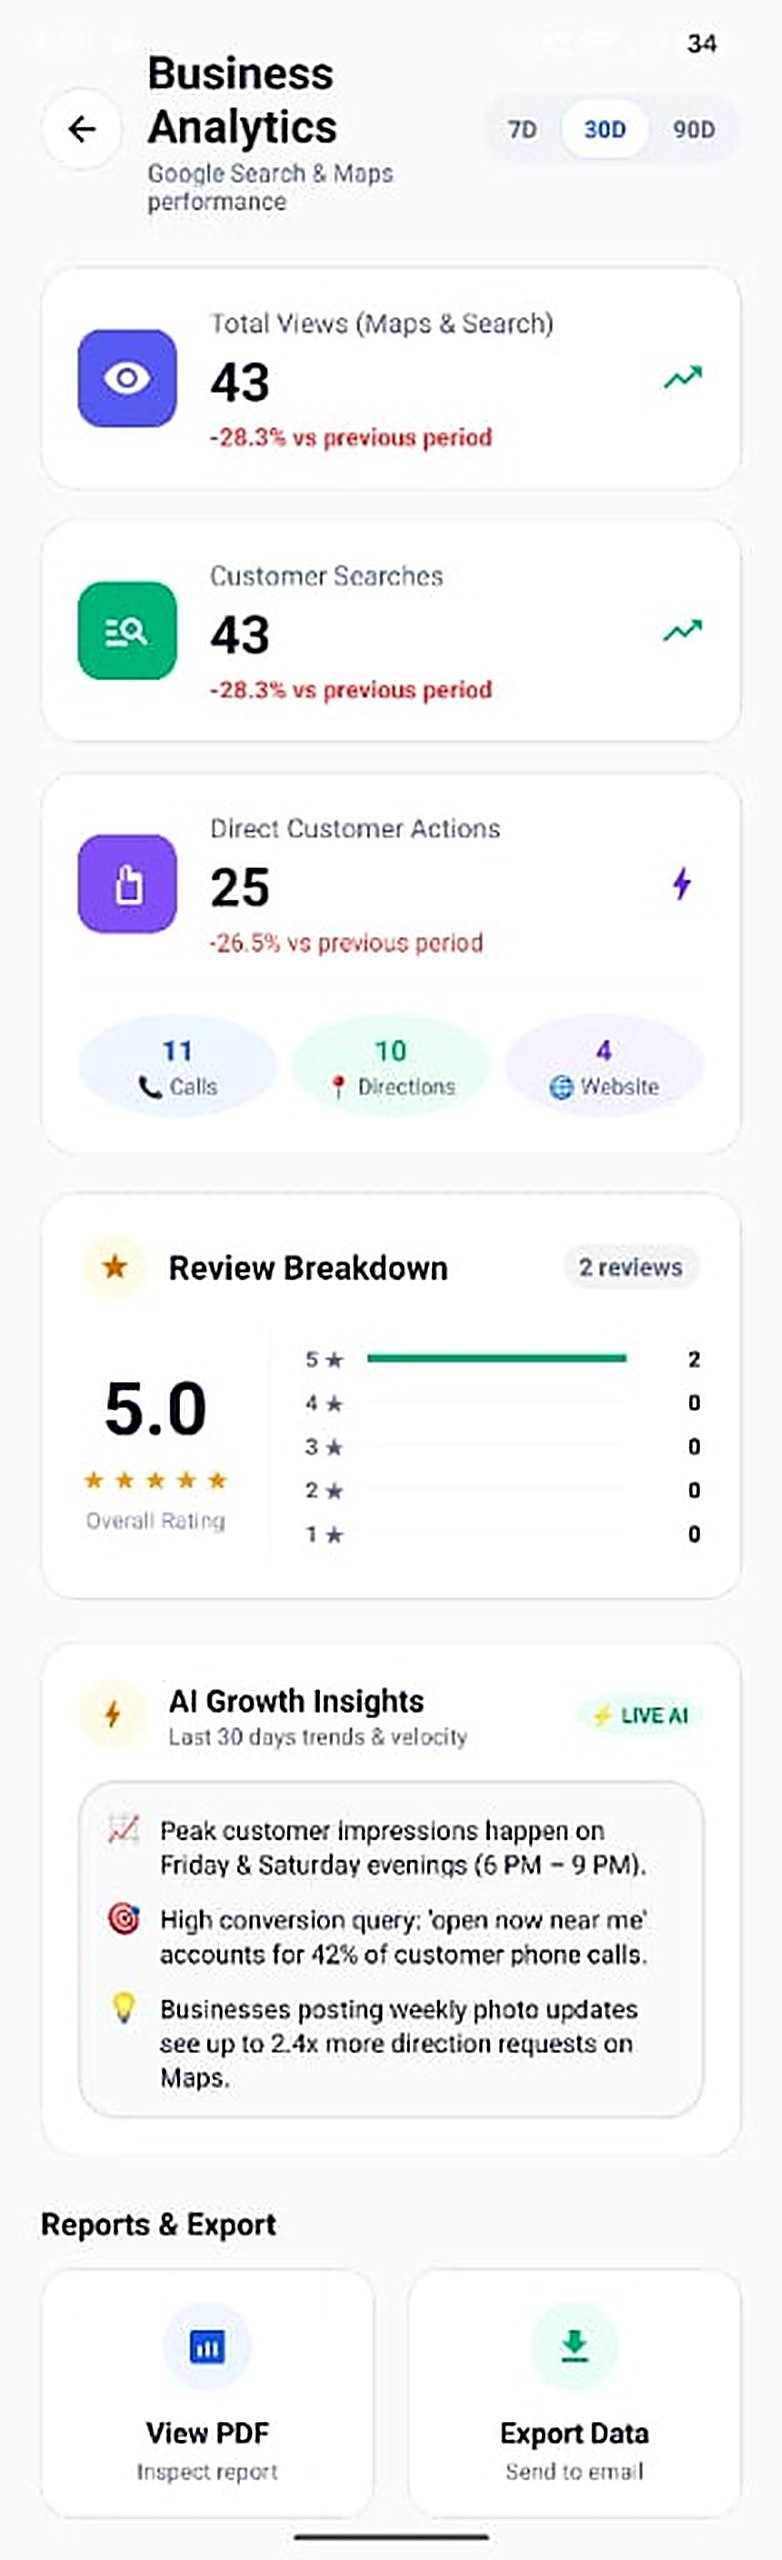 34
Business
Analytics
Google Search & Maps
performance
7D 30D 90D
Total Views (Maps & Search)
43
-28.3% vs previous period
Customer Searches
43
-28.3% vs previous period
Direct Customer Actions
25
-26.5% vs previous period
11
📞 Calls
10
📍 Directions
4
🌐 Website
★ Review Breakdown 2 reviews
5.0
★ ★ ★ ★ ★
Overall Rating
5 ★ 2
4 ★ 0
3 ★ 0
2 ★ 0
1 ★ 0
AI Growth Insights
Last 30 days trends & velocity
⚡ LIVE AI
📈 Peak customer impressions happen on
Friday & Saturday evenings (6 PM – 9 PM).
🎯 High conversion query: 'open now near me'
accounts for 42% of customer phone calls.
💡 Businesses posting weekly photo updates
see up to 2.4x more direction requests on
Maps.
Reports & Export
View PDF
Inspect report
Export Data
Send to email